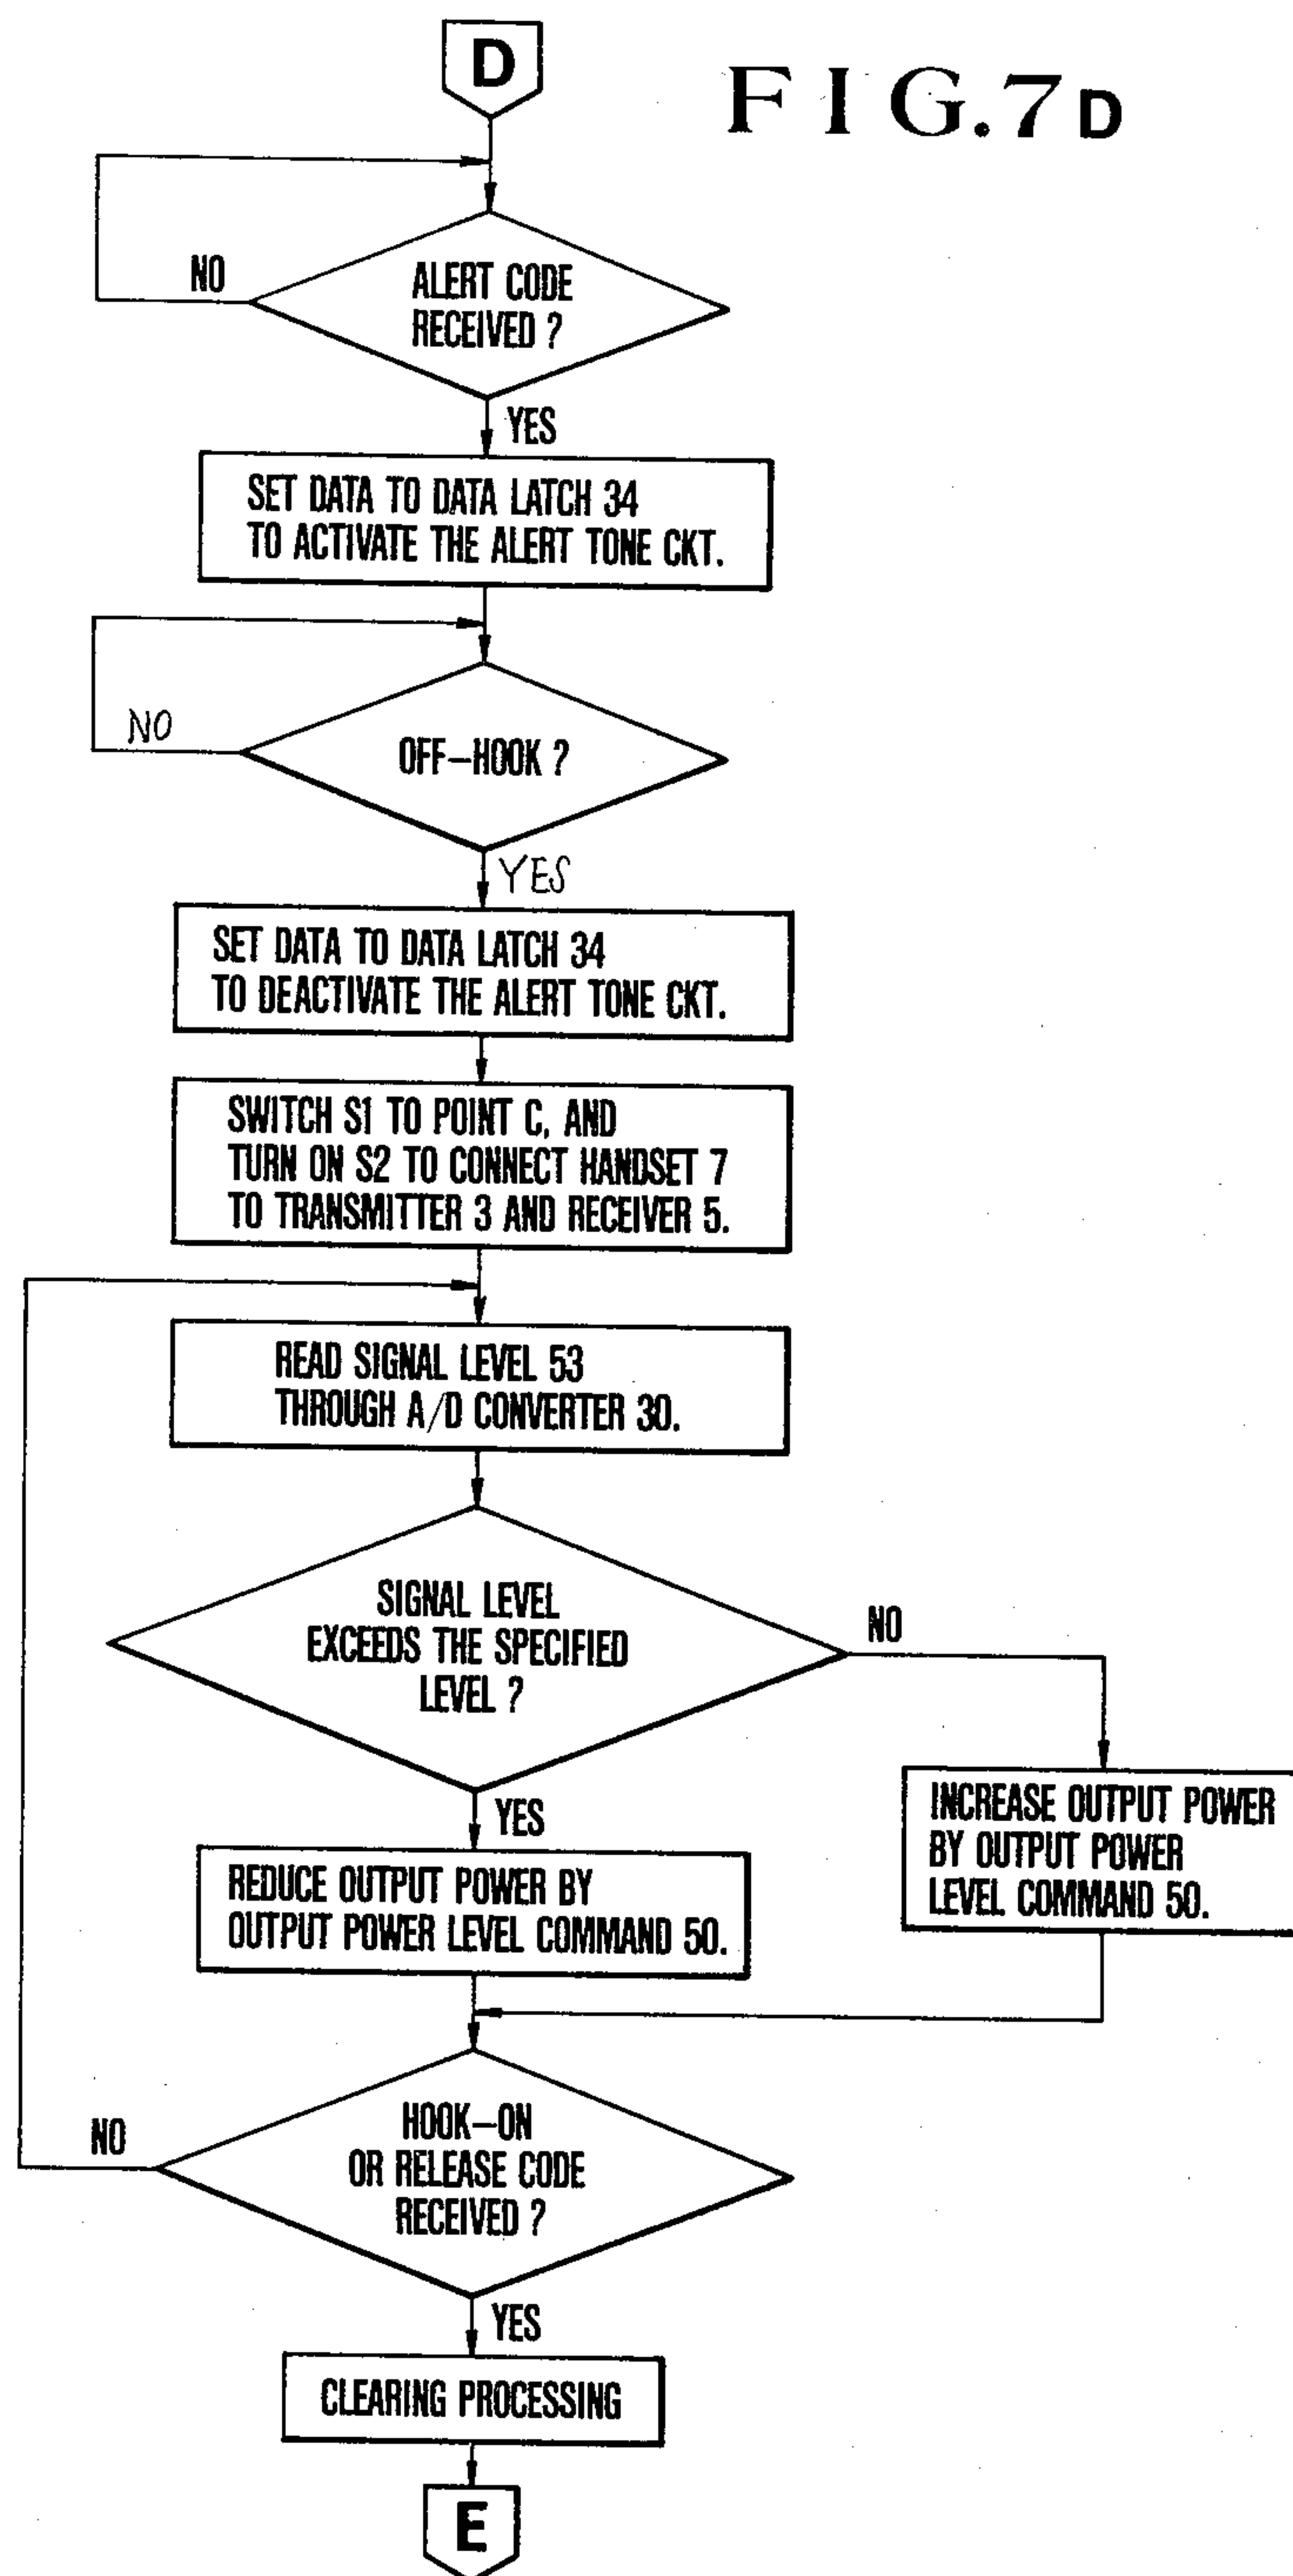 D
FIG.7D
NO
ALERT CODE
RECEIVED ?
YES
SET DATA TO DATA LATCH 34
TO ACTIVATE THE ALERT TONE CKT.
NO
OFF-HOOK ?
YES
SET DATA TO DATA LATCH 34
TO DEACTIVATE THE ALERT TONE CKT.
SWITCH S1 TO POINT C, AND
TURN ON S2 TO CONNECT HANDSET 7
TO TRANSMITTER 3 AND RECEIVER 5.
READ SIGNAL LEVEL 53
THROUGH A/D CONVERTER 30.
SIGNAL LEVEL
EXCEEDS THE SPECIFIED
LEVEL ?
NO
YES
INCREASE OUTPUT POWER
BY OUTPUT POWER
LEVEL COMMAND 50.
REDUCE OUTPUT POWER BY
OUTPUT POWER LEVEL COMMAND 50.
NO
HOOK-ON
OR RELEASE CODE
RECEIVED ?
YES
CLEARING PROCESSING
E